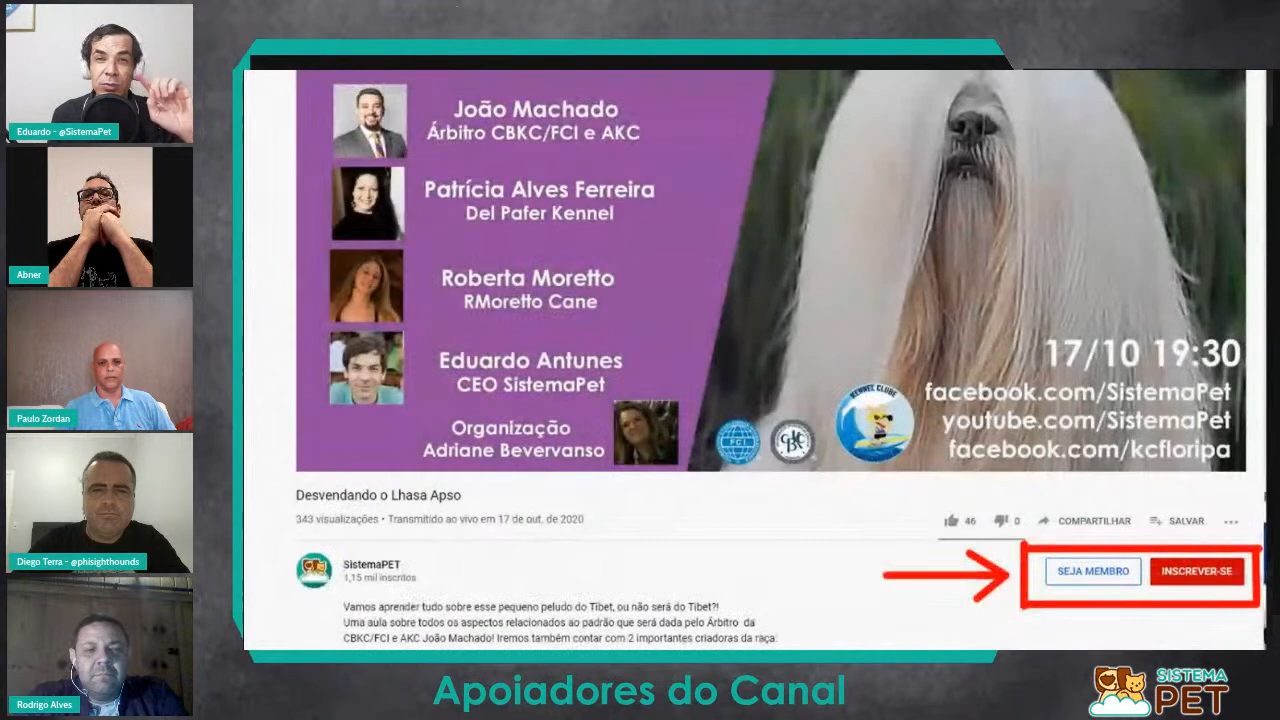 Eduardo - @SistemaPet
Abner
Paulo Zordan
Diego Terra - @phisighthounds
Rodrigo Alves
João Machado
Árbitro CBKC/FCI e AKC
Patrícia Alves Ferreira
Del Pafer Kennel
Roberta Moretto
RMoretto Cane
Eduardo Antunes
CEO SistemaPet
Organização
Adriane Bevervanso
FCI
CBKC
KENNEL CLUBE
17/10 19:30
facebook.com/SistemaPet
youtube.com/SistemaPet
facebook.com/kcfloripa
Desvendando o Lhasa Apso
343 visualizações • Transmitido ao vivo em 17 de out. de 2020
46
0
COMPARTILHAR
SALVAR
SistemaPET
1,15 mil inscritos
SEJA MEMBRO
INSCREVER-SE
Vamos aprender tudo sobre esse pequeno peludo do Tibet, ou não será do Tibet?!
Uma aula sobre todos os aspectos relacionados ao padrão que será dada pelo Árbitro da
CBKC/FCI e AKC João Machado! Iremos também contar com 2 importantes criadoras da raça:
Apoiadores do Canal
SISTEMA
PET